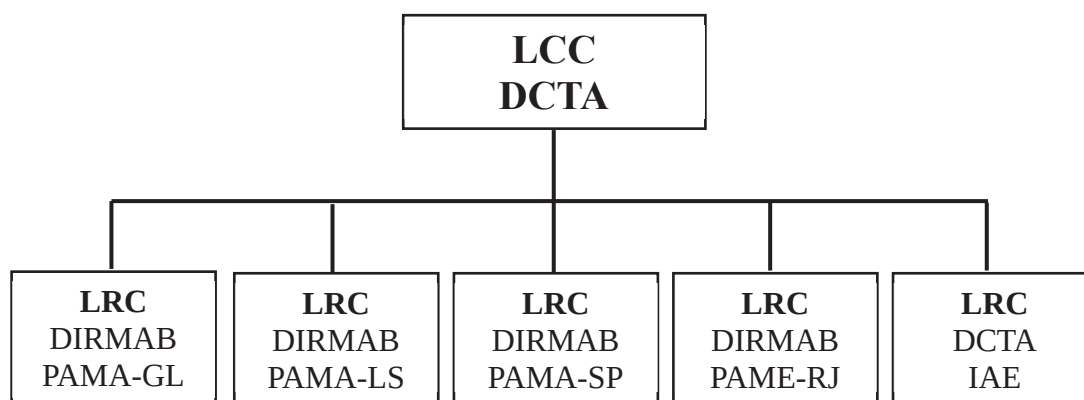 LCC
DCTA
LRC
DIRMAB
PAMA-GL
LRC
DIRMAB
PAMA-LS
LRC
DIRMAB
PAMA-SP
LRC
DIRMAB
PAME-RJ
LRC
DCTA
IAE